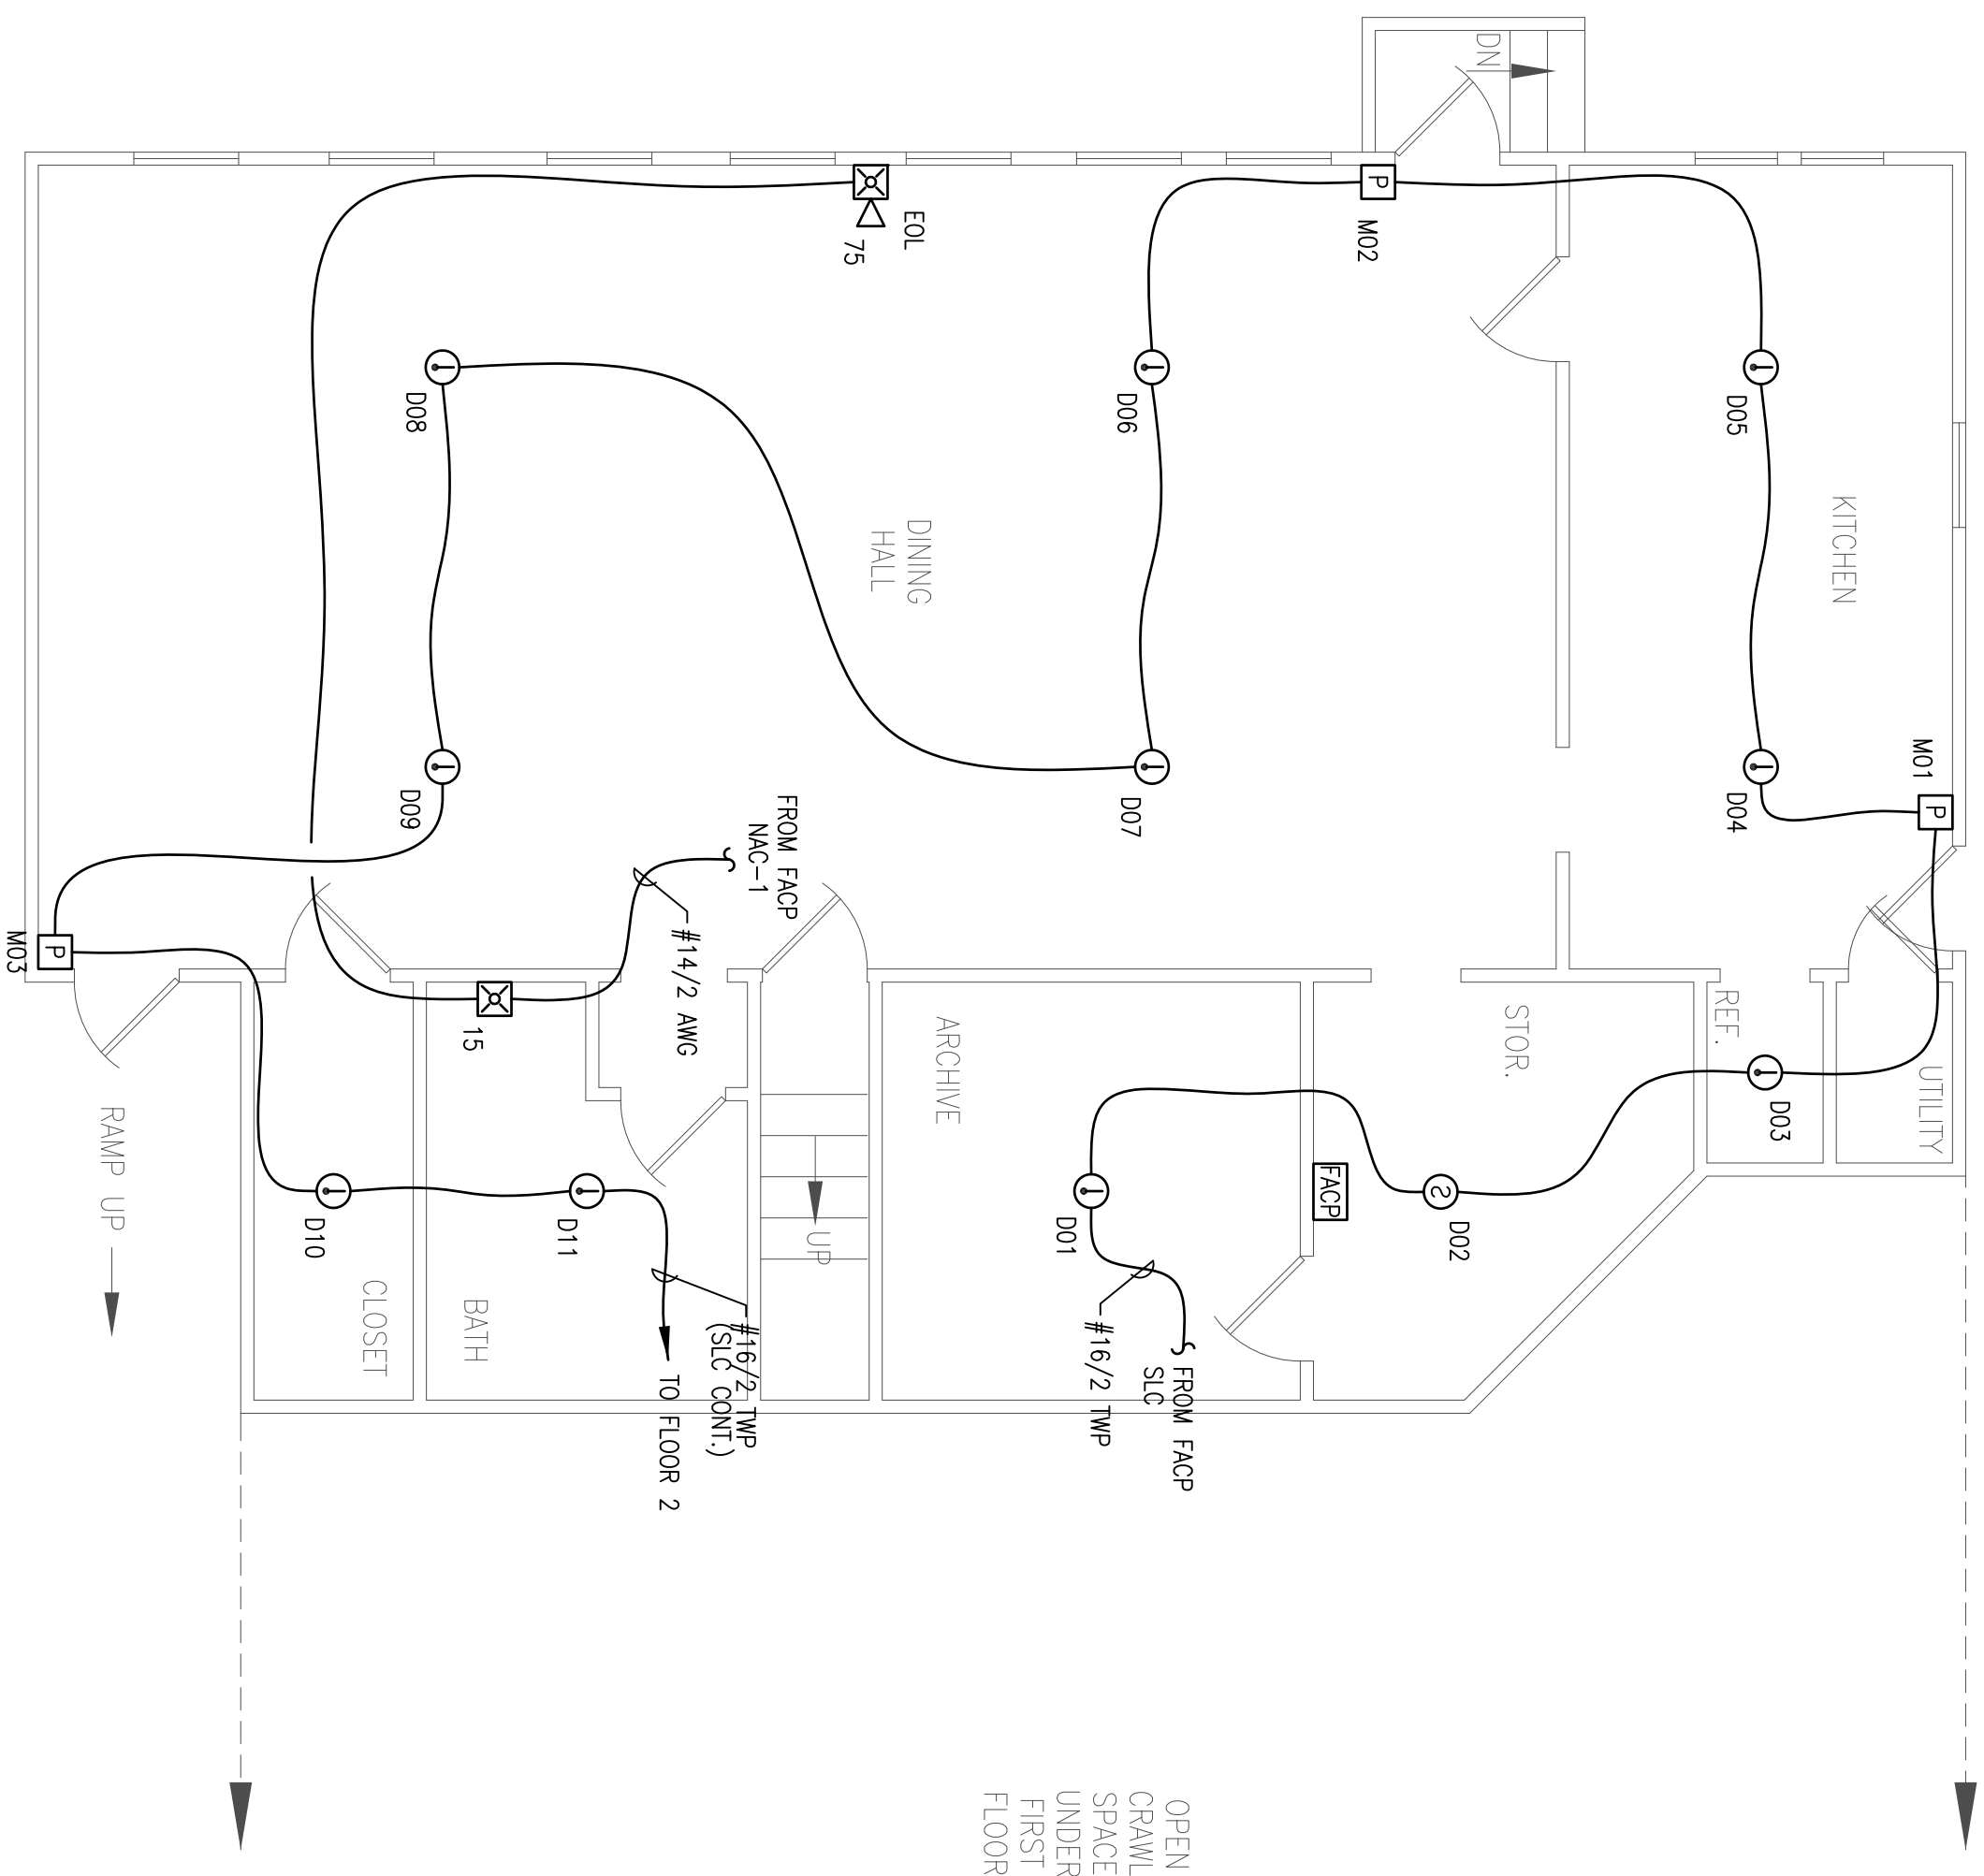 DN
M02
EOL
75
D08
D06
D05
KITCHEN
DINING
HALL
M01
D09
D07
D04
FROM FACP
NAC-1
#14/2 AWG
M03
P
P
P
15
ARCHIVE
STOR.
REF.
UTILITY
RAMP UP
D03
FACP
S
D10
D11
UP
D01
D02
CLOSET
BATH
#16/2 TWP
(SLC CONT.)
TO FLOOR 2
#16/2 TWP
FROM FACP
SLC
OPEN
CRAWL
SPACE
UNDER
FIRST
FLOOR